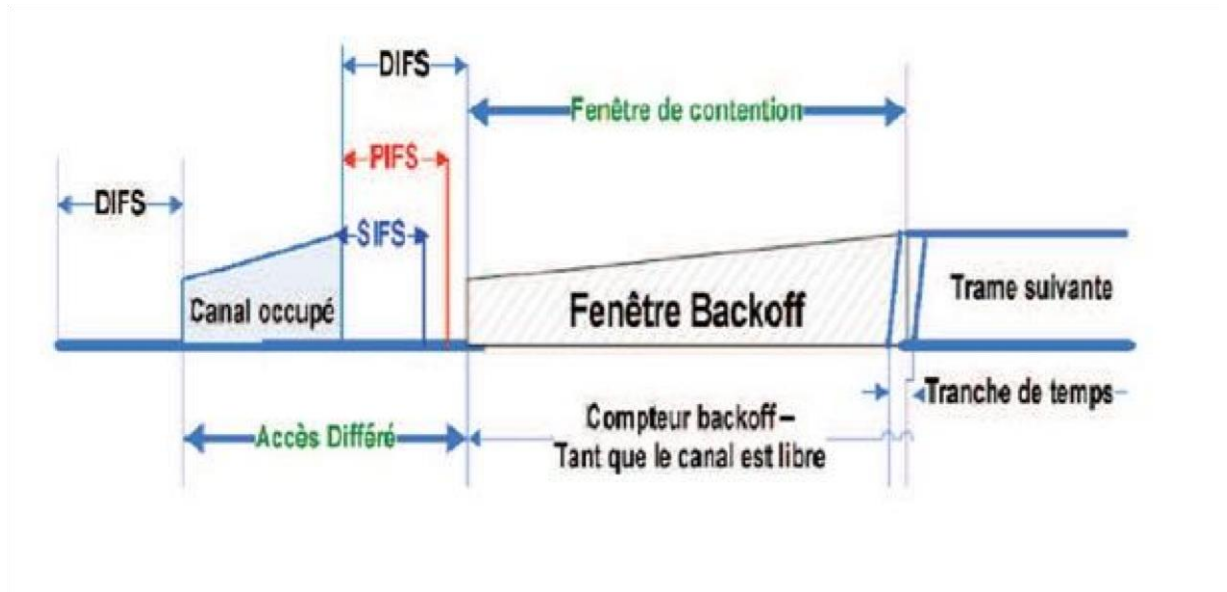 DIFS
Fenêtre de contention
PIFS
DIFS
SIFS
Canal occupé
Fenêtre Backoff
Trame suivante
Tranche de temps
Compteur backoff –
Tant que le canal est libre
Accès Différé